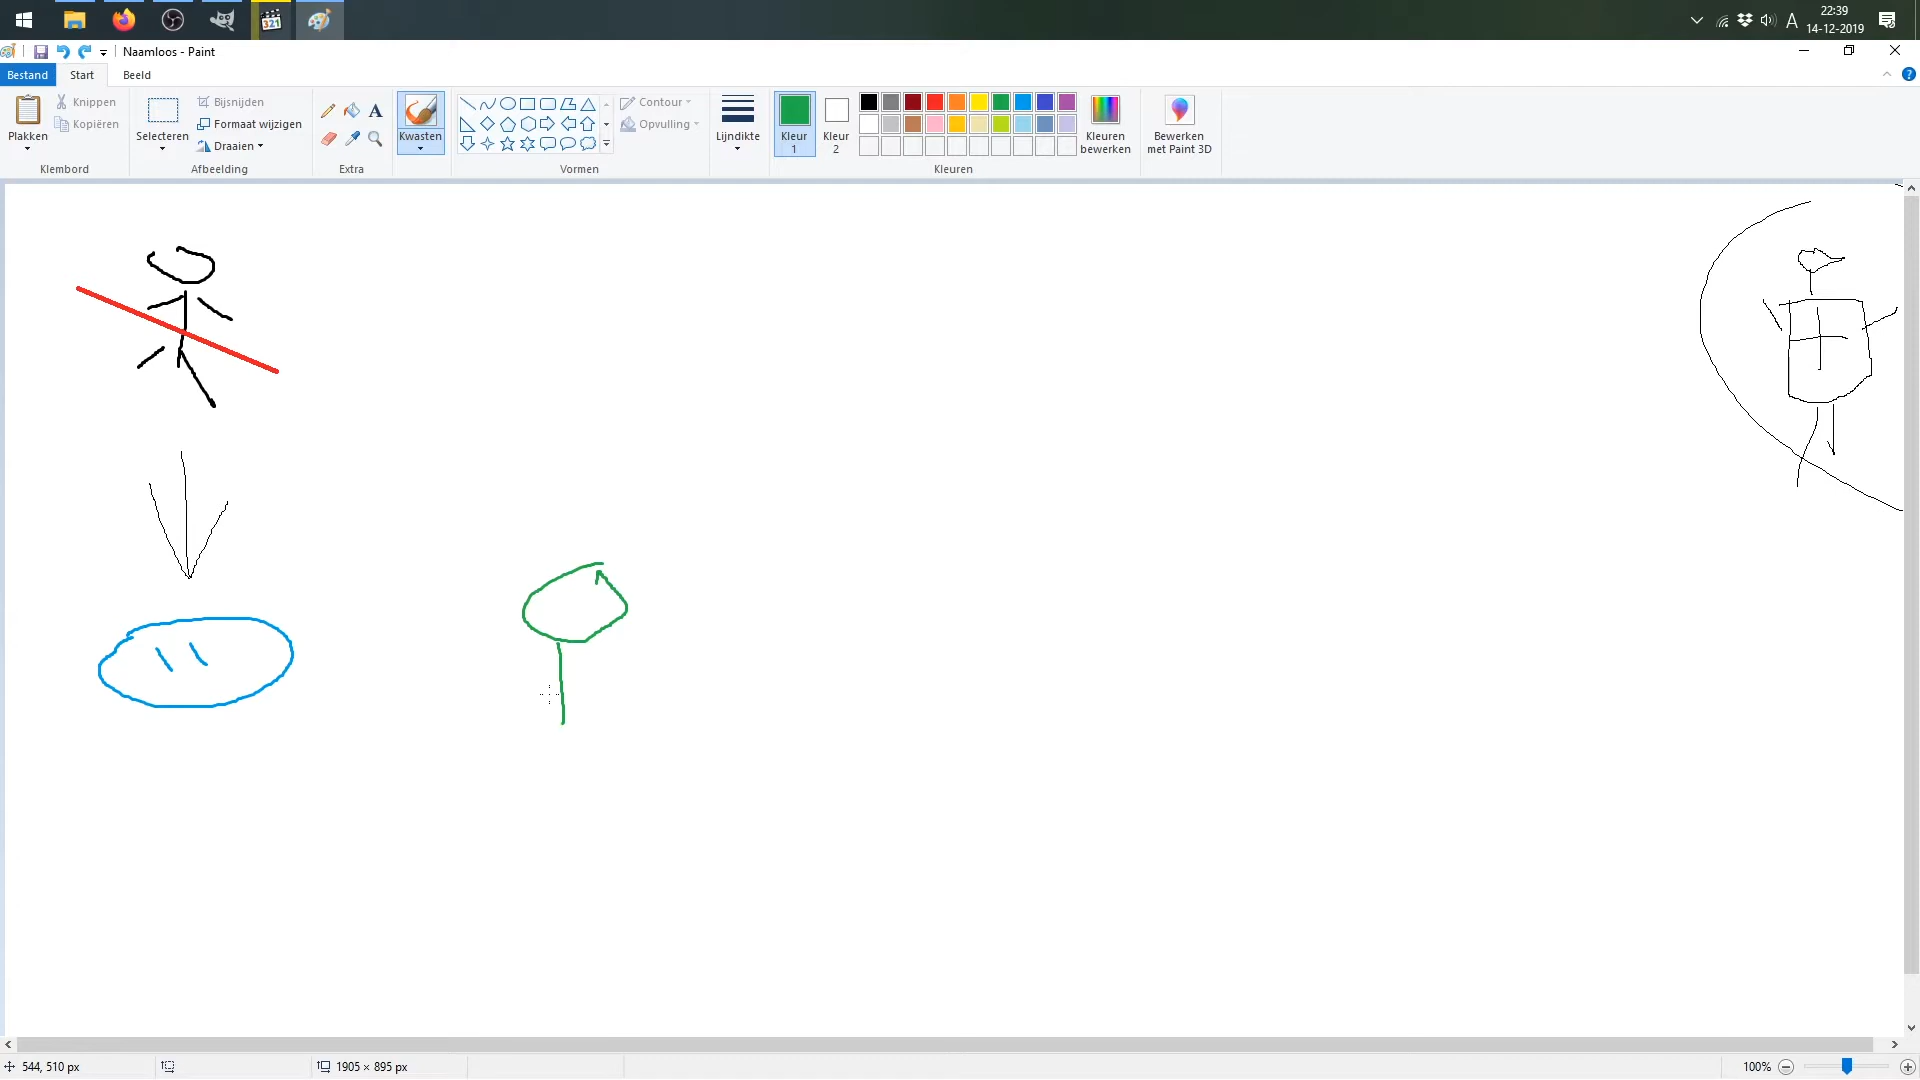 22:39
14-12-2019
321
A
Naamloos - Paint
Bestand
Start
Beeld
Plakken
Knippen
Kopiëren
Klembord
Selecteren
Bijsnijden
Formaat wijzigen
Draaien
Afbeelding
A
Extra
Kwasten
Contour
Opvulling
Vormen
Lijndikte
Kleur
1
Kleur
2
Kleuren
bewerken
Kleuren
Bewerken
met Paint 3D
544, 510 px
1905 × 895 px
100%